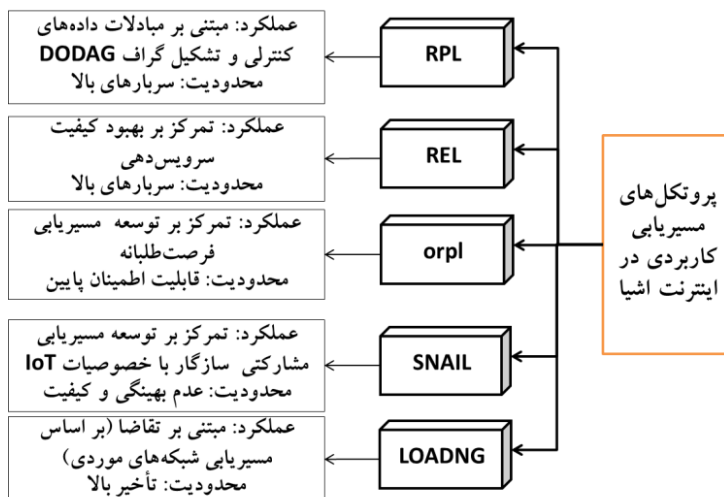 پروتکل‌های
مسیریابی
کاربردی در
اینترنت اشیا
RPL
عملکرد: مبتنی بر مبادلات داده‌های
کنترلی و تشکیل گراف DODAG
محدودیت: سربارهای بالا
REL
عملکرد: تمرکز بر بهبود کیفیت
سرویس‌دهی
محدودیت: سربارهای بالا
orpl
عملکرد: تمرکز بر توسعه مسیریابی
فرصت‌طلبانه
محدودیت: قابلیت اطمینان پایین
SNAIL
عملکرد: تمرکز بر توسعه مسیریابی
مشارکتی سازگار با خصوصیات IoT
محدودیت: عدم بهینگی و کیفیت
LOADNG
عملکرد: مبتنی بر تقاضا (بر اساس
مسیریابی شبکه‌های موردی)
محدودیت: تأخیر بالا